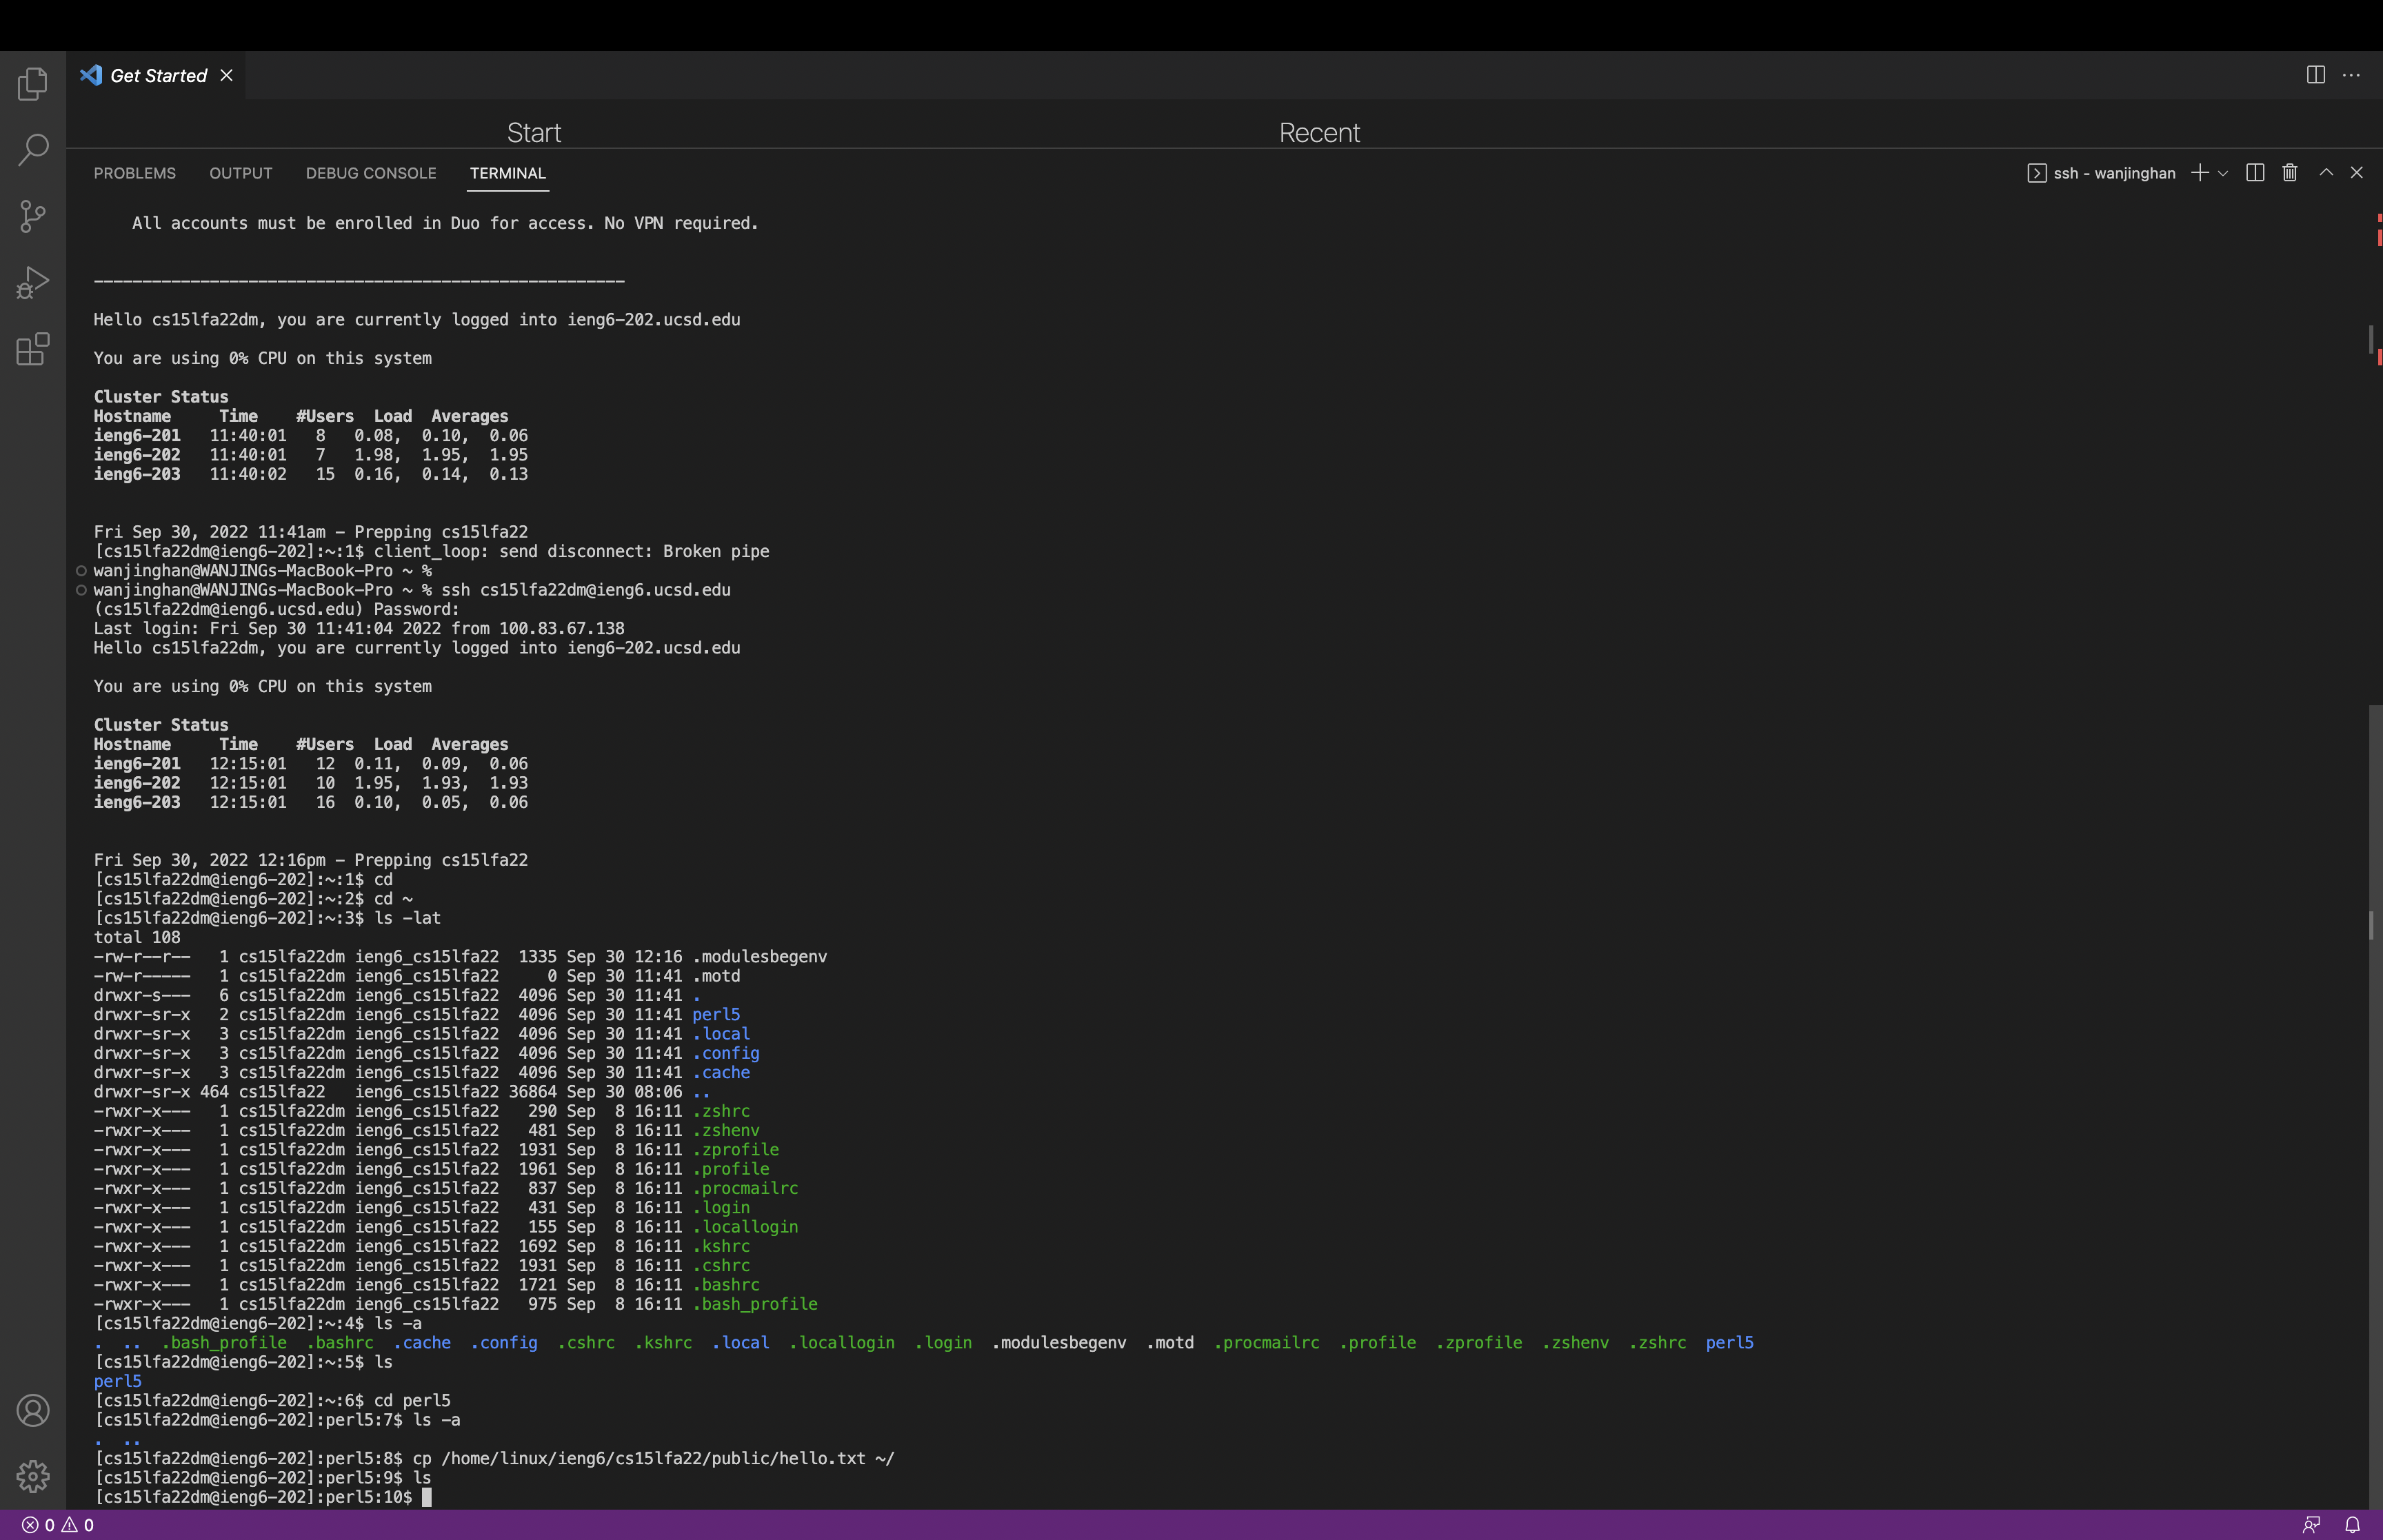 Get Started
Start Recent
PROBLEMS OUTPUT DEBUG CONSOLE TERMINAL ssh - wanjinghan
All accounts must be enrolled in Duo for access. No VPN required.
-------------------------------------------------------
Hello cs15lfa22dm, you are currently logged into ieng6-202.ucsd.edu
You are using 0% CPU on this system
Cluster Status
Hostname     Time    #Users  Load  Averages
ieng6-201   11:40:01   8   0.08,  0.10,  0.06
ieng6-202   11:40:01   7   1.98,  1.95,  1.95
ieng6-203   11:40:02   15  0.16,  0.14,  0.13
Fri Sep 30, 2022 11:41am - Prepping cs15lfa22
[cs15lfa22dm@ieng6-202]:~:1$ client_loop: send disconnect: Broken pipe
wanjinghan@WANJINGs-MacBook-Pro ~ %
wanjinghan@WANJINGs-MacBook-Pro ~ % ssh cs15lfa22dm@ieng6.ucsd.edu
(cs15lfa22dm@ieng6.ucsd.edu) Password:
Last login: Fri Sep 30 11:41:04 2022 from 100.83.67.138
Hello cs15lfa22dm, you are currently logged into ieng6-202.ucsd.edu
You are using 0% CPU on this system
Cluster Status
Hostname     Time    #Users  Load  Averages
ieng6-201   12:15:01   12  0.11,  0.09,  0.06
ieng6-202   12:15:01   10  1.95,  1.93,  1.93
ieng6-203   12:15:01   16  0.10,  0.05,  0.06
Fri Sep 30, 2022 12:16pm - Prepping cs15lfa22
[cs15lfa22dm@ieng6-202]:~:1$ cd
[cs15lfa22dm@ieng6-202]:~:2$ cd ~
[cs15lfa22dm@ieng6-202]:~:3$ ls -lat
total 108
-rw-r--r--   1 cs15lfa22dm ieng6_cs15lfa22  1335 Sep 30 12:16 .modulesbegenv
-rw-r-----   1 cs15lfa22dm ieng6_cs15lfa22     0 Sep 30 11:41 .motd
drwxr-s---   6 cs15lfa22dm ieng6_cs15lfa22  4096 Sep 30 11:41 .
drwxr-sr-x   2 cs15lfa22dm ieng6_cs15lfa22  4096 Sep 30 11:41 perl5
drwxr-sr-x   3 cs15lfa22dm ieng6_cs15lfa22  4096 Sep 30 11:41 .local
drwxr-sr-x   3 cs15lfa22dm ieng6_cs15lfa22  4096 Sep 30 11:41 .config
drwxr-sr-x   3 cs15lfa22dm ieng6_cs15lfa22  4096 Sep 30 11:41 .cache
drwxr-sr-x 464 cs15lfa22   ieng6_cs15lfa22 36864 Sep 30 08:06 ..
-rwxr-x---   1 cs15lfa22dm ieng6_cs15lfa22   290 Sep  8 16:11 .zshrc
-rwxr-x---   1 cs15lfa22dm ieng6_cs15lfa22   481 Sep  8 16:11 .zshenv
-rwxr-x---   1 cs15lfa22dm ieng6_cs15lfa22  1931 Sep  8 16:11 .zprofile
-rwxr-x---   1 cs15lfa22dm ieng6_cs15lfa22  1961 Sep  8 16:11 .profile
-rwxr-x---   1 cs15lfa22dm ieng6_cs15lfa22   837 Sep  8 16:11 .procmailrc
-rwxr-x---   1 cs15lfa22dm ieng6_cs15lfa22   431 Sep  8 16:11 .login
-rwxr-x---   1 cs15lfa22dm ieng6_cs15lfa22   155 Sep  8 16:11 .locallogin
-rwxr-x---   1 cs15lfa22dm ieng6_cs15lfa22  1692 Sep  8 16:11 .kshrc
-rwxr-x---   1 cs15lfa22dm ieng6_cs15lfa22  1931 Sep  8 16:11 .cshrc
-rwxr-x---   1 cs15lfa22dm ieng6_cs15lfa22  1721 Sep  8 16:11 .bashrc
-rwxr-x---   1 cs15lfa22dm ieng6_cs15lfa22   975 Sep  8 16:11 .bash_profile
[cs15lfa22dm@ieng6-202]:~:4$ ls -a
.  ..  .bash_profile  .bashrc  .cache  .config  .cshrc  .kshrc  .local  .locallogin  .login  .modulesbegenv  .motd  .procmailrc  .profile  .zprofile  .zshenv  .zshrc  perl5
[cs15lfa22dm@ieng6-202]:~:5$ ls
perl5
[cs15lfa22dm@ieng6-202]:~:6$ cd perl5
[cs15lfa22dm@ieng6-202]:perl5:7$ ls -a
.  ..
[cs15lfa22dm@ieng6-202]:perl5:8$ cp /home/linux/ieng6/cs15lfa22/public/hello.txt ~/
[cs15lfa22dm@ieng6-202]:perl5:9$ ls
[cs15lfa22dm@ieng6-202]:perl5:10$
0 0